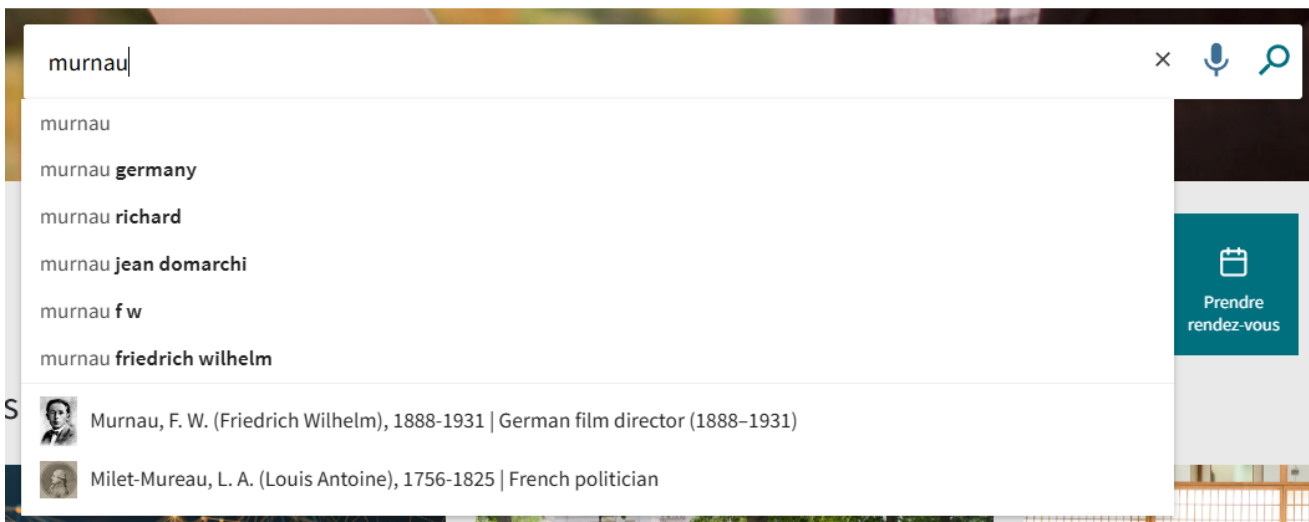 murnau
murnau
murnau germany
murnau richard
murnau jean domarchi
murnau f w
murnau friedrich wilhelm
Murnau, F. W. (Friedrich Wilhelm), 1888-1931 | German film director (1888–1931)
Milet-Mureau, L. A. (Louis Antoine), 1756-1825 | French politician
Prendre
rendez-vous
s